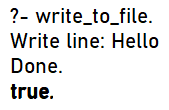 ?- write_to_file.
Write line: Hello
Done.
true.